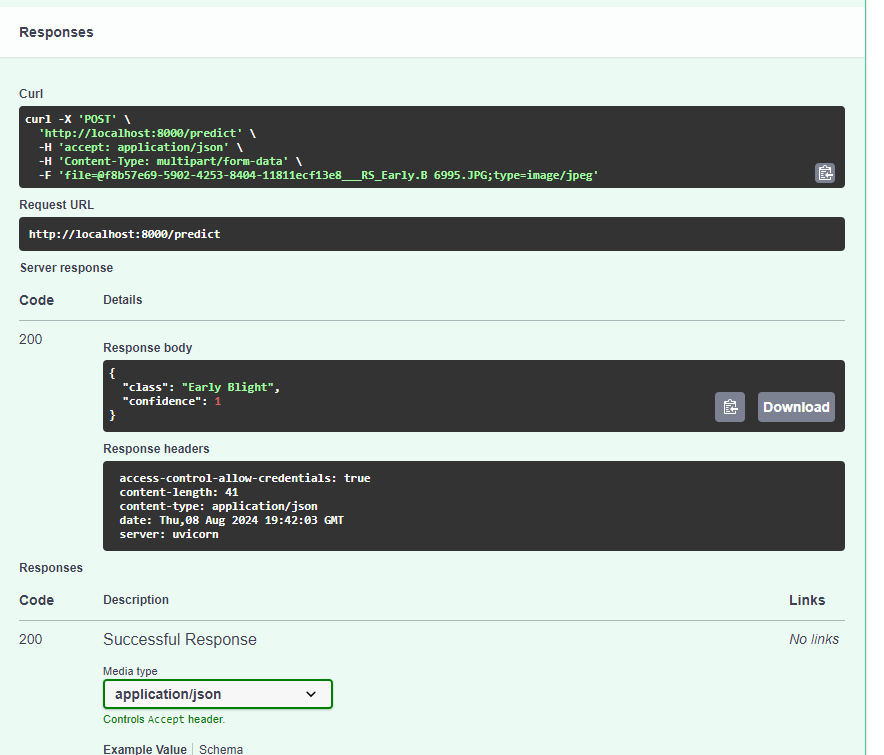 Responses
Curl
curl -X 'POST' \
  'http://localhost:8000/predict' \
  -H 'accept: application/json' \
  -H 'Content-Type: multipart/form-data' \
  -F 'file=@f8b57e69-5902-4253-8404-11811ecf13e8___RS_Early.B 6995.JPG;type=image/jpeg'
Request URL
http://localhost:8000/predict
Server response
Code Details
200
Response body
{
  "class": "Early Blight",
  "confidence": 1
}
Download
Response headers
access-control-allow-credentials: true
content-length: 41
content-type: application/json
date: Thu,08 Aug 2024 19:42:03 GMT
server: uvicorn
Responses
Code Description Links
200 Successful Response No links
Media type
application/json
Controls Accept header.
Example Value Schema